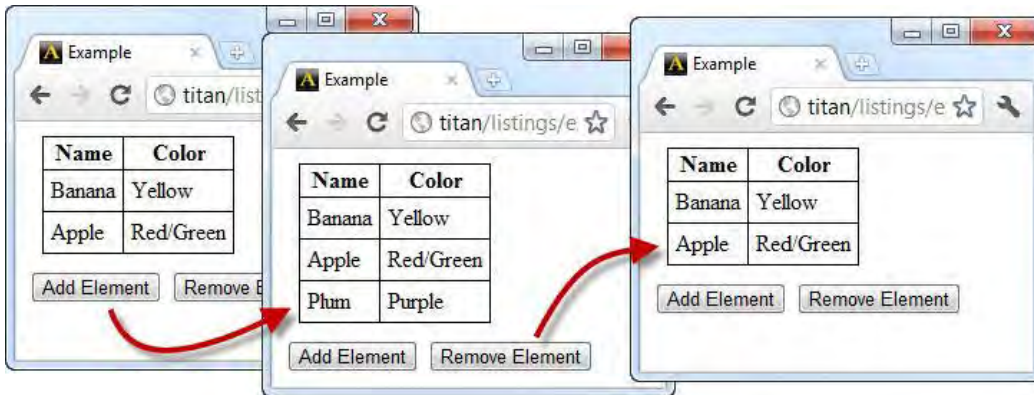 Example
titan/list
Name Color
Banana Yellow
Apple Red/Green
Add Element Remove E
Example
titan/listings/e
Name Color
Banana Yellow
Apple Red/Green
Plum Purple
Add Element Remove Element
Example
titan/listings/e
Name Color
Banana Yellow
Apple Red/Green
Add Element Remove Element